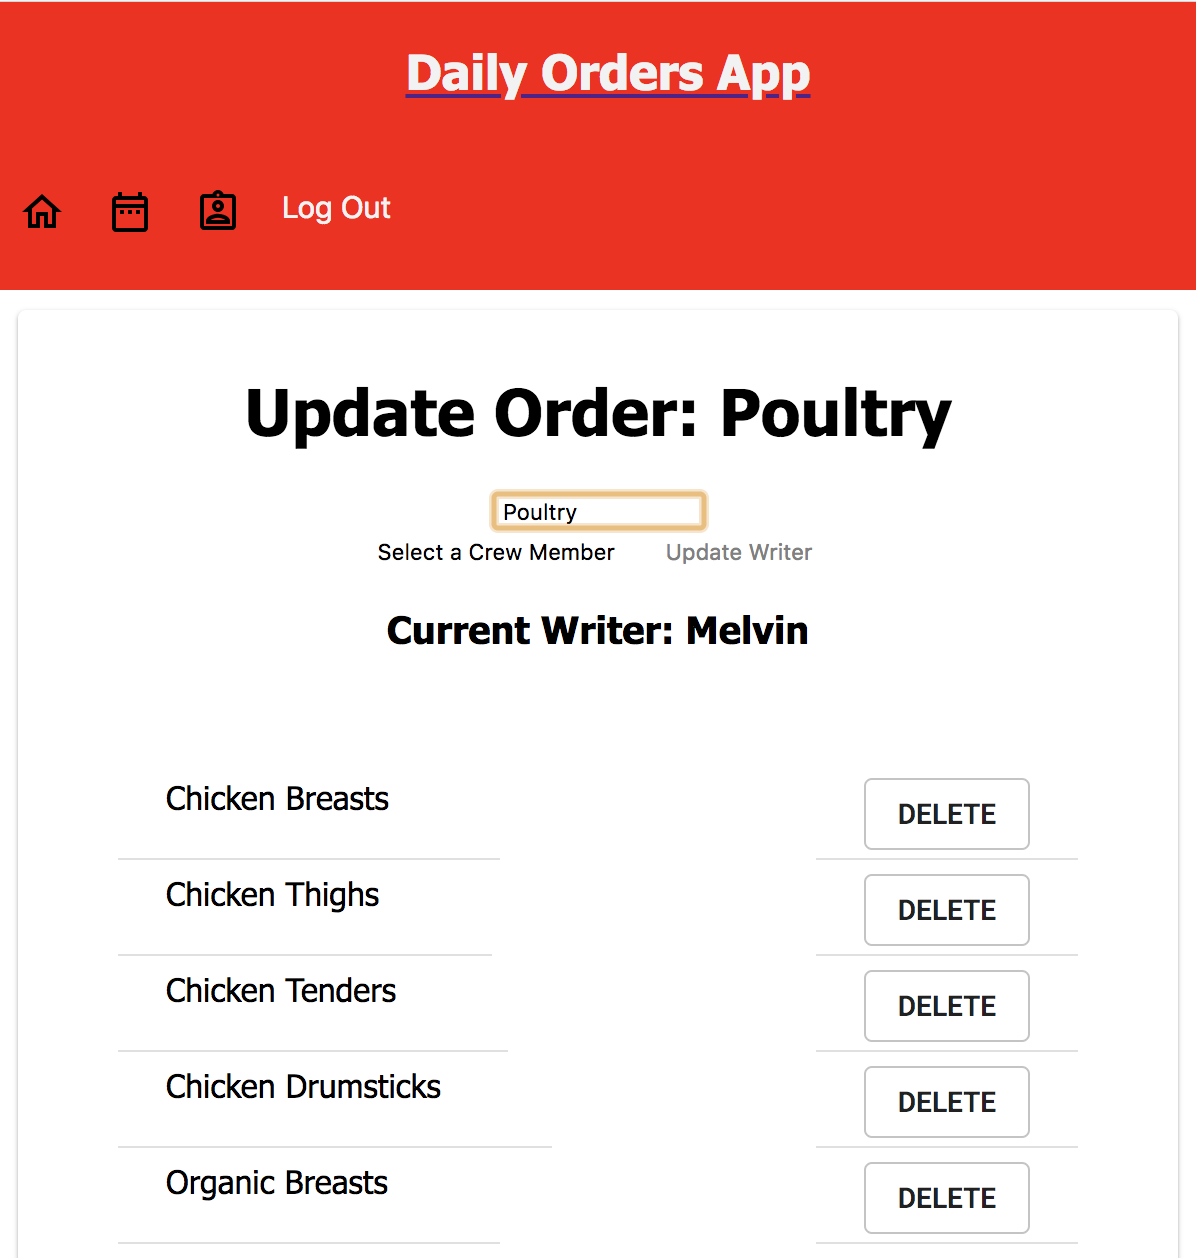 Daily Orders App
Log Out
Update Order: Poultry
Poultry
Select a Crew Member Update Writer
Current Writer: Melvin
Chicken Breasts DELETE
Chicken Thighs DELETE
Chicken Tenders DELETE
Chicken Drumsticks DELETE
Organic Breasts DELETE